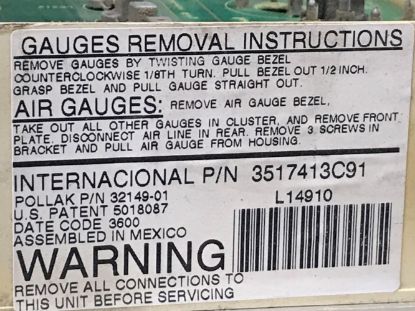 GAUGES REMOVAL INSTRUCTIONS
REMOVE GAUGES BY TWISTING GAUGE BEZEL
COUNTERCLOCKWISE 1/8TH TURN. PULL BEZEL OUT 1/2 INCH.
GRASP BEZEL AND PULL GAUGE STRAIGHT OUT.
AIR GAUGES: REMOVE AIR GAUGE BEZEL,
TAKE OUT ALL OTHER GAUGES IN CLUSTER, AND REMOVE FRONT
PLATE. DISCONNECT AIR LINE IN REAR. REMOVE 3 SCREWS IN
BRACKET AND PULL AIR GAUGE FROM HOUSING.
INTERNACIONAL P/N 3517413C91
POLLAK P/N 32149-01 L14910
U.S. PATENT 5018087
DATE CODE 3600
ASSEMBLED IN MEXICO
WARNING
REMOVE ALL CONNECTIONS TO
THIS UNIT BEFORE SERVICING